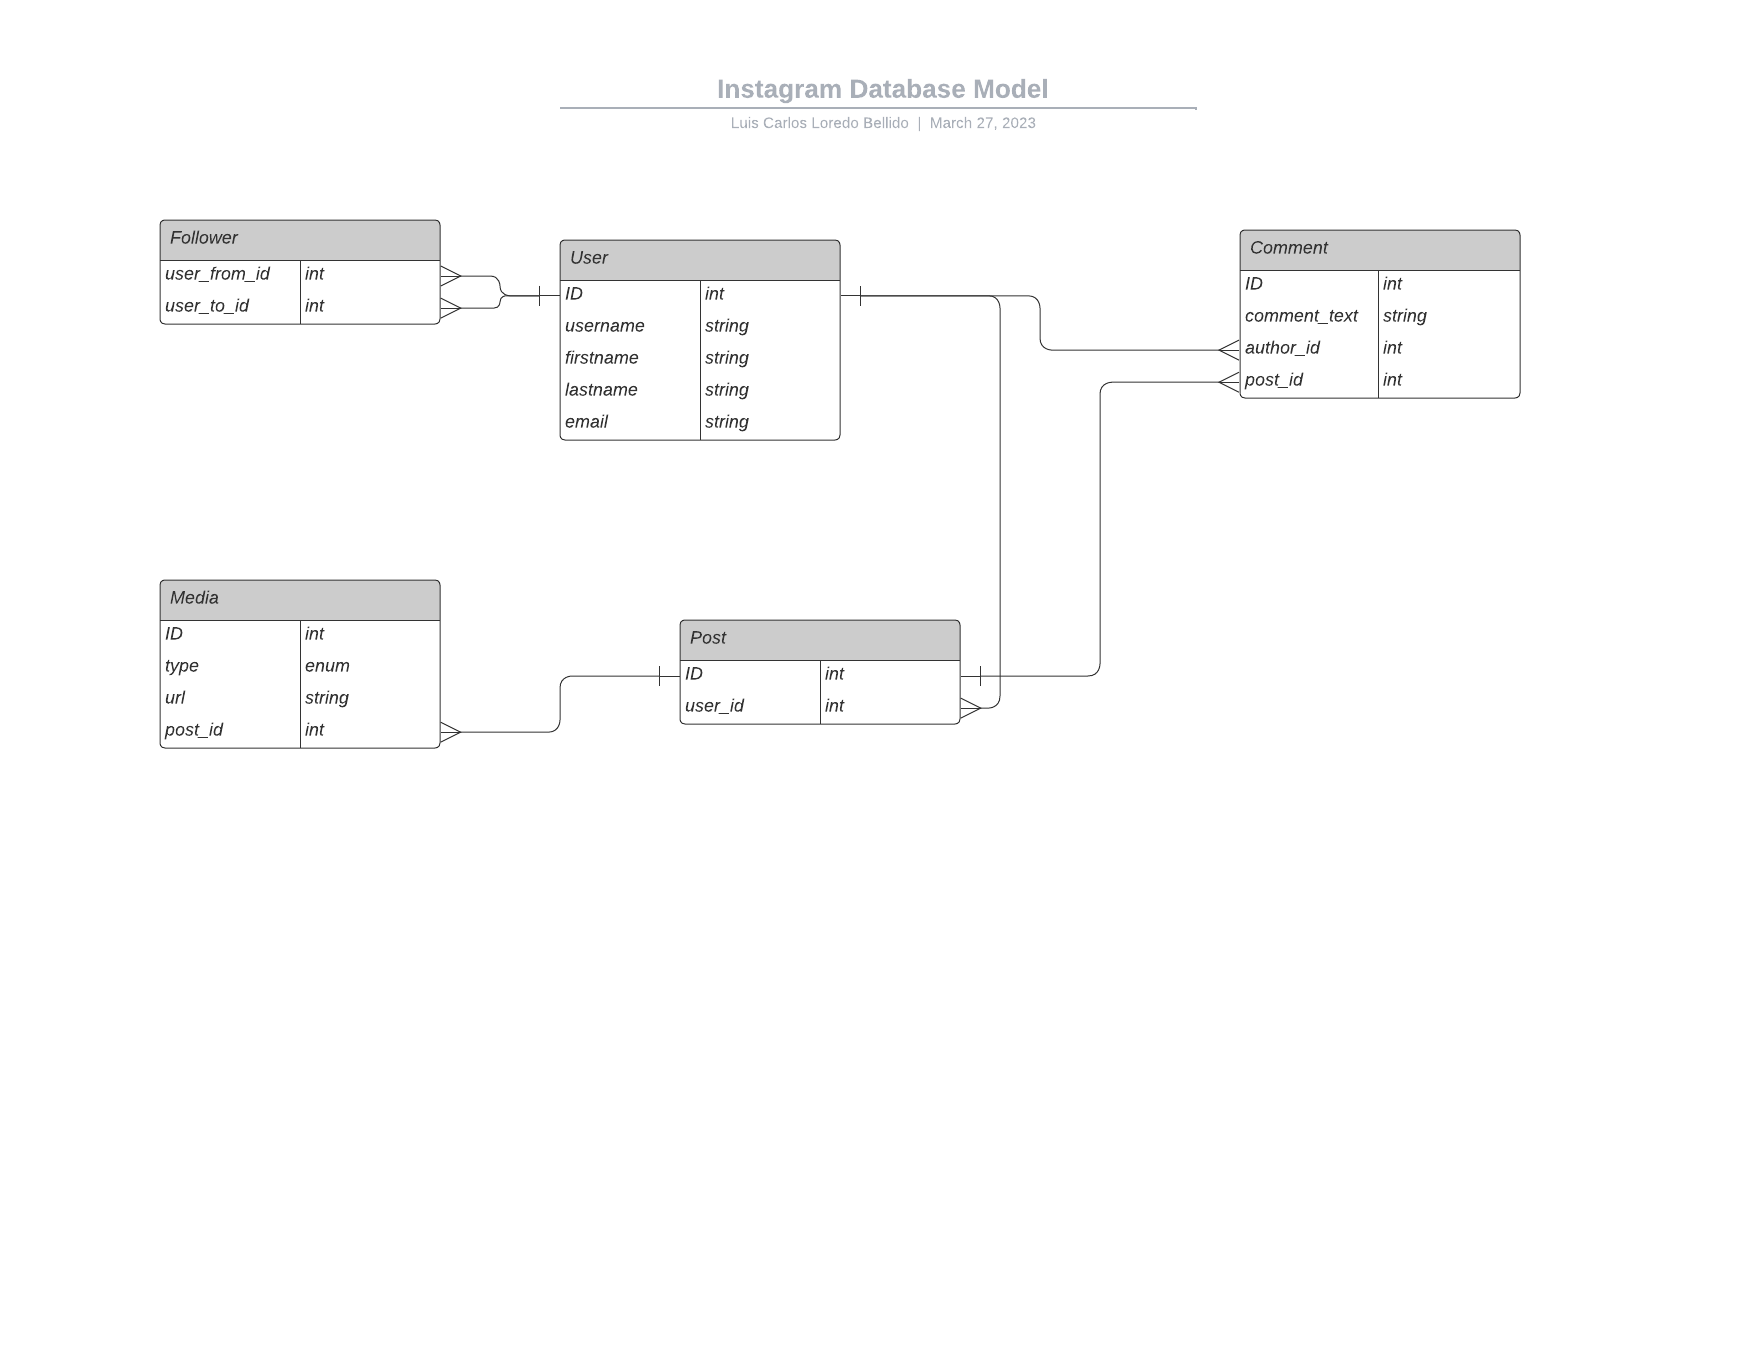 Instagram Database Model
Luis Carlos Loredo Bellido | March 27, 2023
Follower
user_from_id int
user_to_id int
User
ID int
username string
firstname string
lastname string
email string
Comment
ID int
comment_text string
author_id int
post_id int
Media
ID int
type enum
url string
post_id int
Post
ID int
user_id int